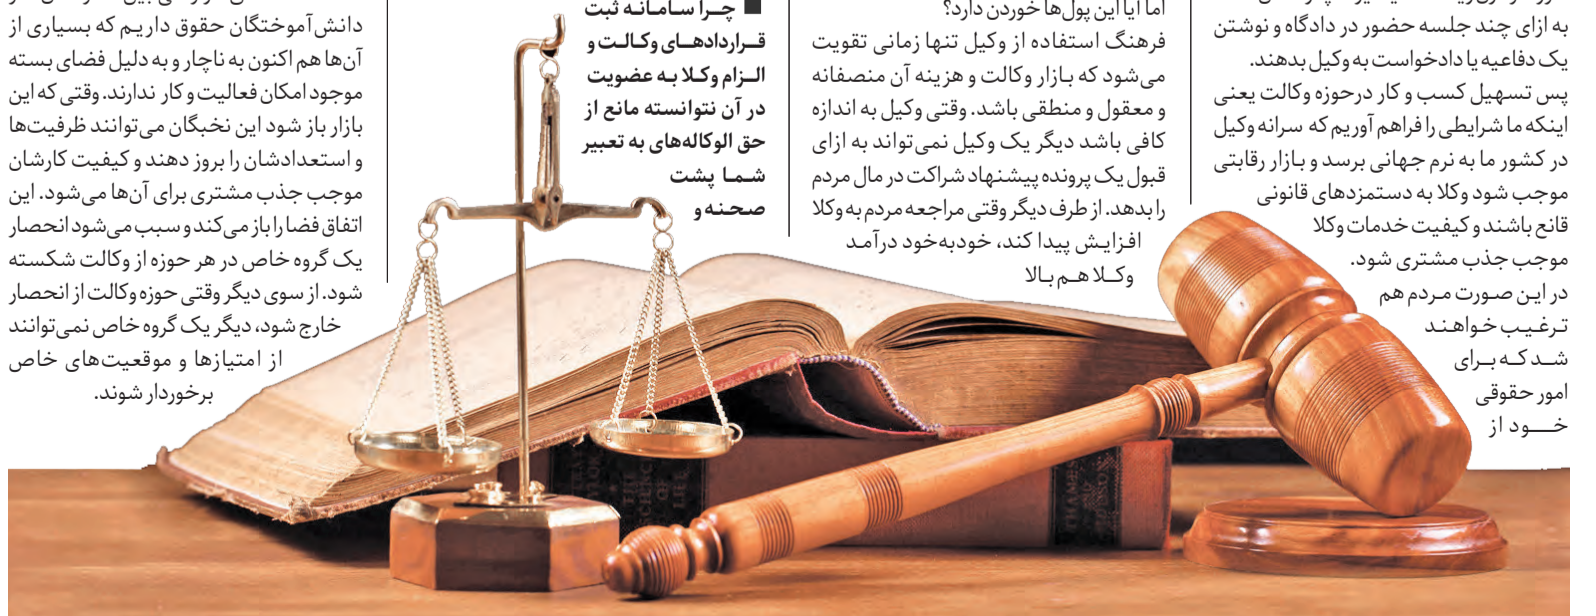 به ازای چند جلسه حضور در دادگاه و نوشتن
یک دفاعیه یا دادخواست به وکیل بدهند.
پس تسهیل کسب و کار درحوزه وکالت یعنی
اینکه ما شرایطی را فراهم آوریم که سرانه وکیل
در کشور ما به نرم جهانی برسد و بازار رقابتی
موجب شود وکلا به دستمزدهای قانونی
قانع باشند و کیفیت خدمات وکلا
موجب جذب مشتری شود.
در این صورت مردم هم
ترغیب خواهند
شد که برای
امور حقوقی
خود از
اما آیا این پول‌ها خوردن دارد؟
فرهنگ استفاده از وکیل تنها زمانی تقویت
می‌شود که بازار وکالت و هزینه آن منصفانه
و معقول و منطقی باشد. وقتی وکیل به اندازه
کافی باشد دیگر یک وکیل نمی‌تواند به ازای
قبول یک پرونده پیشنهاد شراکت در مال مردم
را بدهد. از طرف دیگر وقتی مراجعه مردم به وکلا
افزایش پیدا کند، خودبه‌خود درآمد
وکلا هم بالا
■ چرا سامانه ثبت
قراردادهای وکالت و
الزام وکلا به عضویت
در آن نتوانسته مانع از
حق الوکاله‌های به تعبیر
شما پشت
صحنه و
دانش‌آموختگان حقوق داریم که بسیاری از
آن‌ها هم اکنون به ناچار و به دلیل فضای بسته
موجود امکان فعالیت و کار ندارند. وقتی که این
بازار باز شود این نخبگان می‌توانند ظرفیت‌ها
و استعدادشان را بروز دهند و کیفیت کارشان
موجب جذب مشتری برای آن‌ها می‌شود. این
اتفاق فضا را باز می‌کند و سبب می‌شود انحصار
یک گروه خاص در هر حوزه از وکالت شکسته
شود. از سوی دیگر وقتی حوزه وکالت از انحصار
خارج شود، دیگر یک گروه خاص نمی‌توانند
از امتیازها و موقعیت‌های خاص
برخوردار شوند.
THE
SCIENCE
OF
LIFE